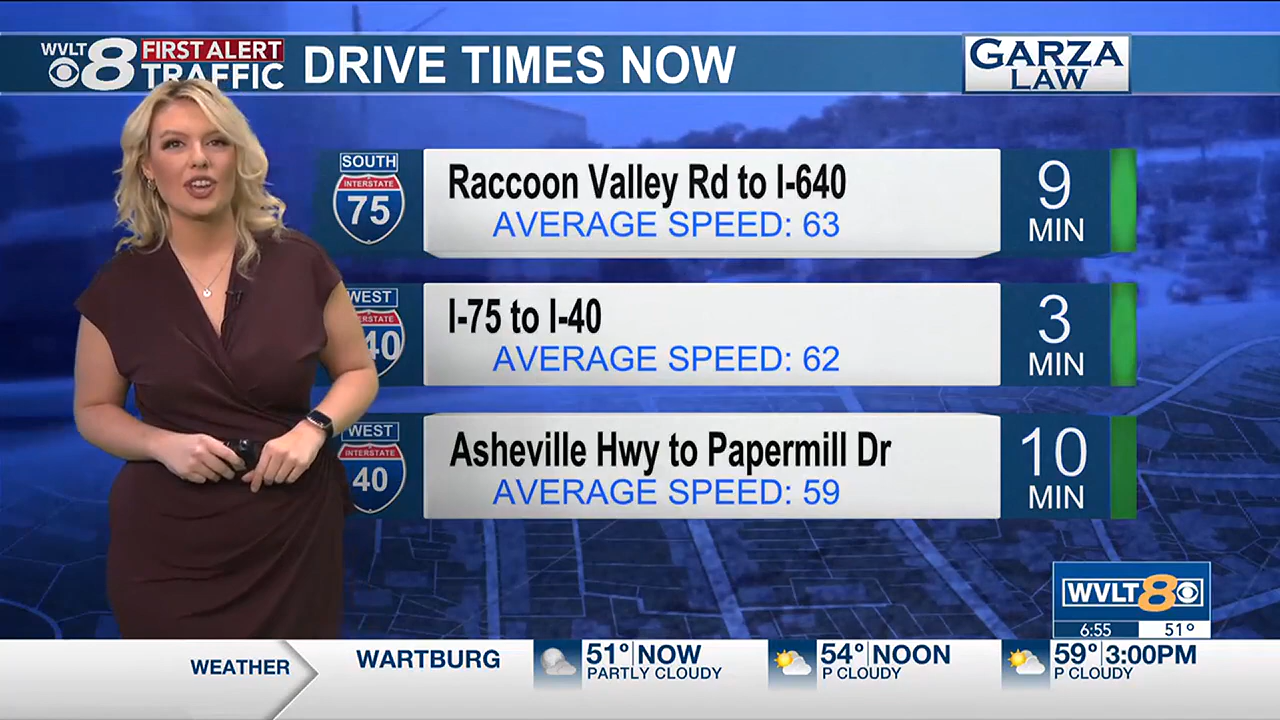 WVLT 8 FIRST ALERT TRAFFIC
DRIVE TIMES NOW
GARZA
LAW
SOUTH
INTERSTATE
75
Raccoon Valley Rd to I-640
AVERAGE SPEED: 63
9
MIN
WEST
RSTATE
40
I-75 to I-40
AVERAGE SPEED: 62
3
MIN
WEST
INTERSTATE
40
Asheville Hwy to Papermill Dr
AVERAGE SPEED: 59
10
MIN
WVLT 8
6:55 51°
WEATHER
WARTBURG
51° NOW
PARTLY CLOUDY
54° NOON
P CLOUDY
59° 3:00PM
P CLOUDY